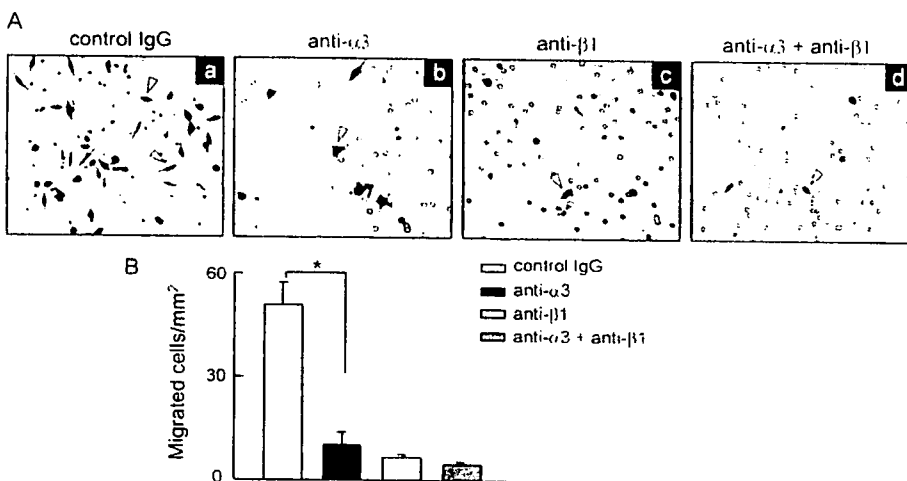 A
control IgG
anti-α3
anti-β1
anti-α3 + anti-β1
a
b
c
d
B
Migrated cells/mm²
60
30
0
*
control IgG
anti-α3
anti-β1
anti-α3 + anti-β1